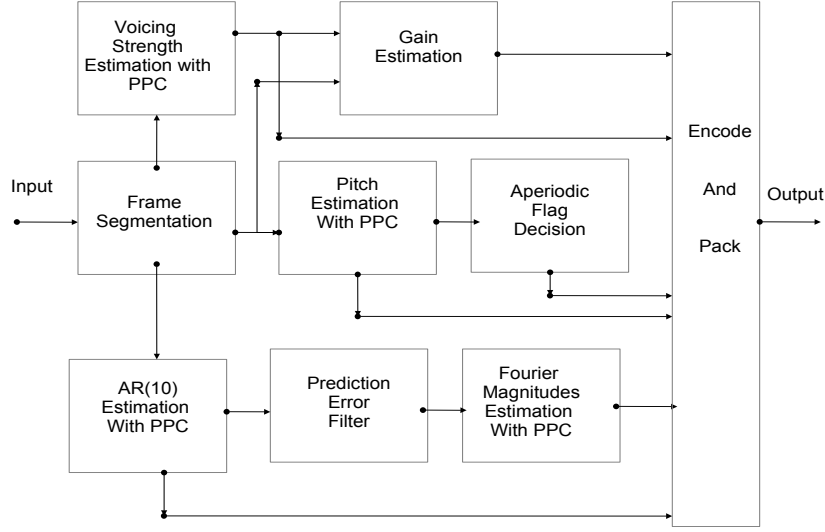 Voicing
Strength
Estimation with
PPC
Gain
Estimation
Encode
And
Pack
Input
Frame
Segmentation
Pitch
Estimation
With PPC
Aperiodic
Flag
Decision
Output
AR(10)
Estimation
With PPC
Prediction
Error
Filter
Fourier
Magnitudes
Estimation
With PPC